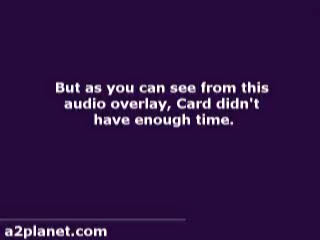 But as you can see from this
audio overlay, Card didn't
have enough time.
a2planet.com